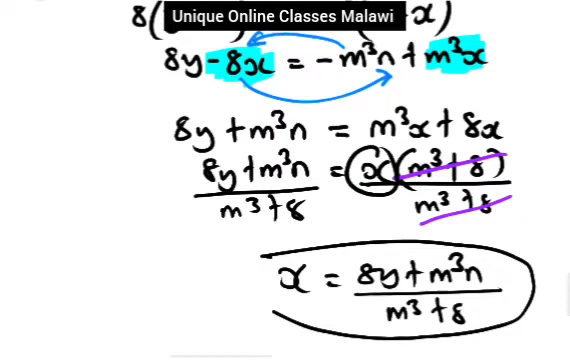 8( x)
Unique Online Classes Malawi
8y - 8x = -m³n + m³x
8y + m³n = m³x + 8x
8y + m³n = x(m³ + 8)
m³ + 8 m³ + 8
x = 8y + m³n
m³ + 8